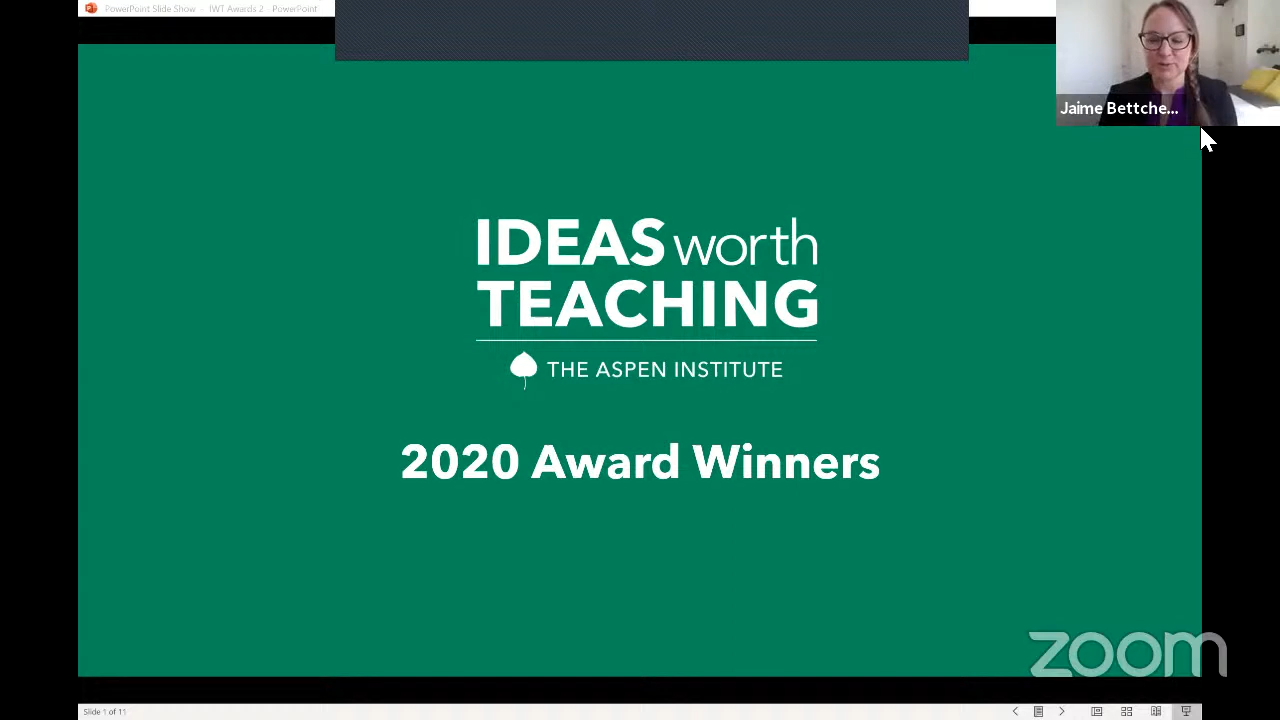 PowerPoint Slide Show - IWT Awards 2 - PowerPoint
Jaime Bettche...
IDEAS worth
TEACHING
THE ASPEN INSTITUTE
2020 Award Winners
zoom
Slide 1 of 11